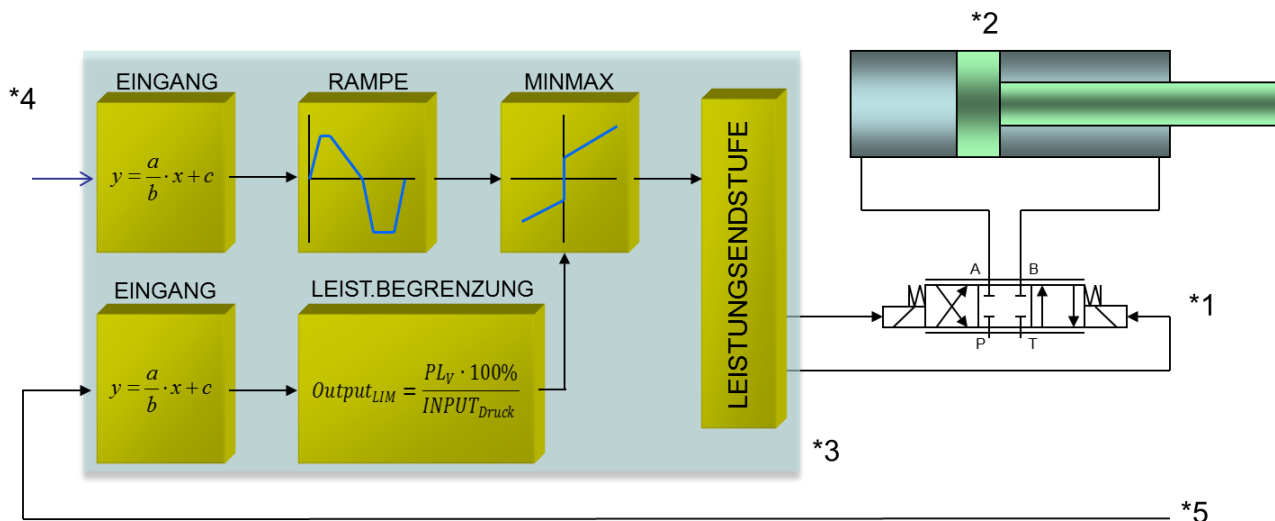 *2
EINGANG RAMPE MINMAX
*4
y = a/b · x + c
LEISTUNGSENDSTUFE
A B
*1
P T
EINGANG LEIST.BEGRENZUNG
y = a/b · x + c
Output_LIM = PL_V · 100% / INPUT_Druck
*3
*5